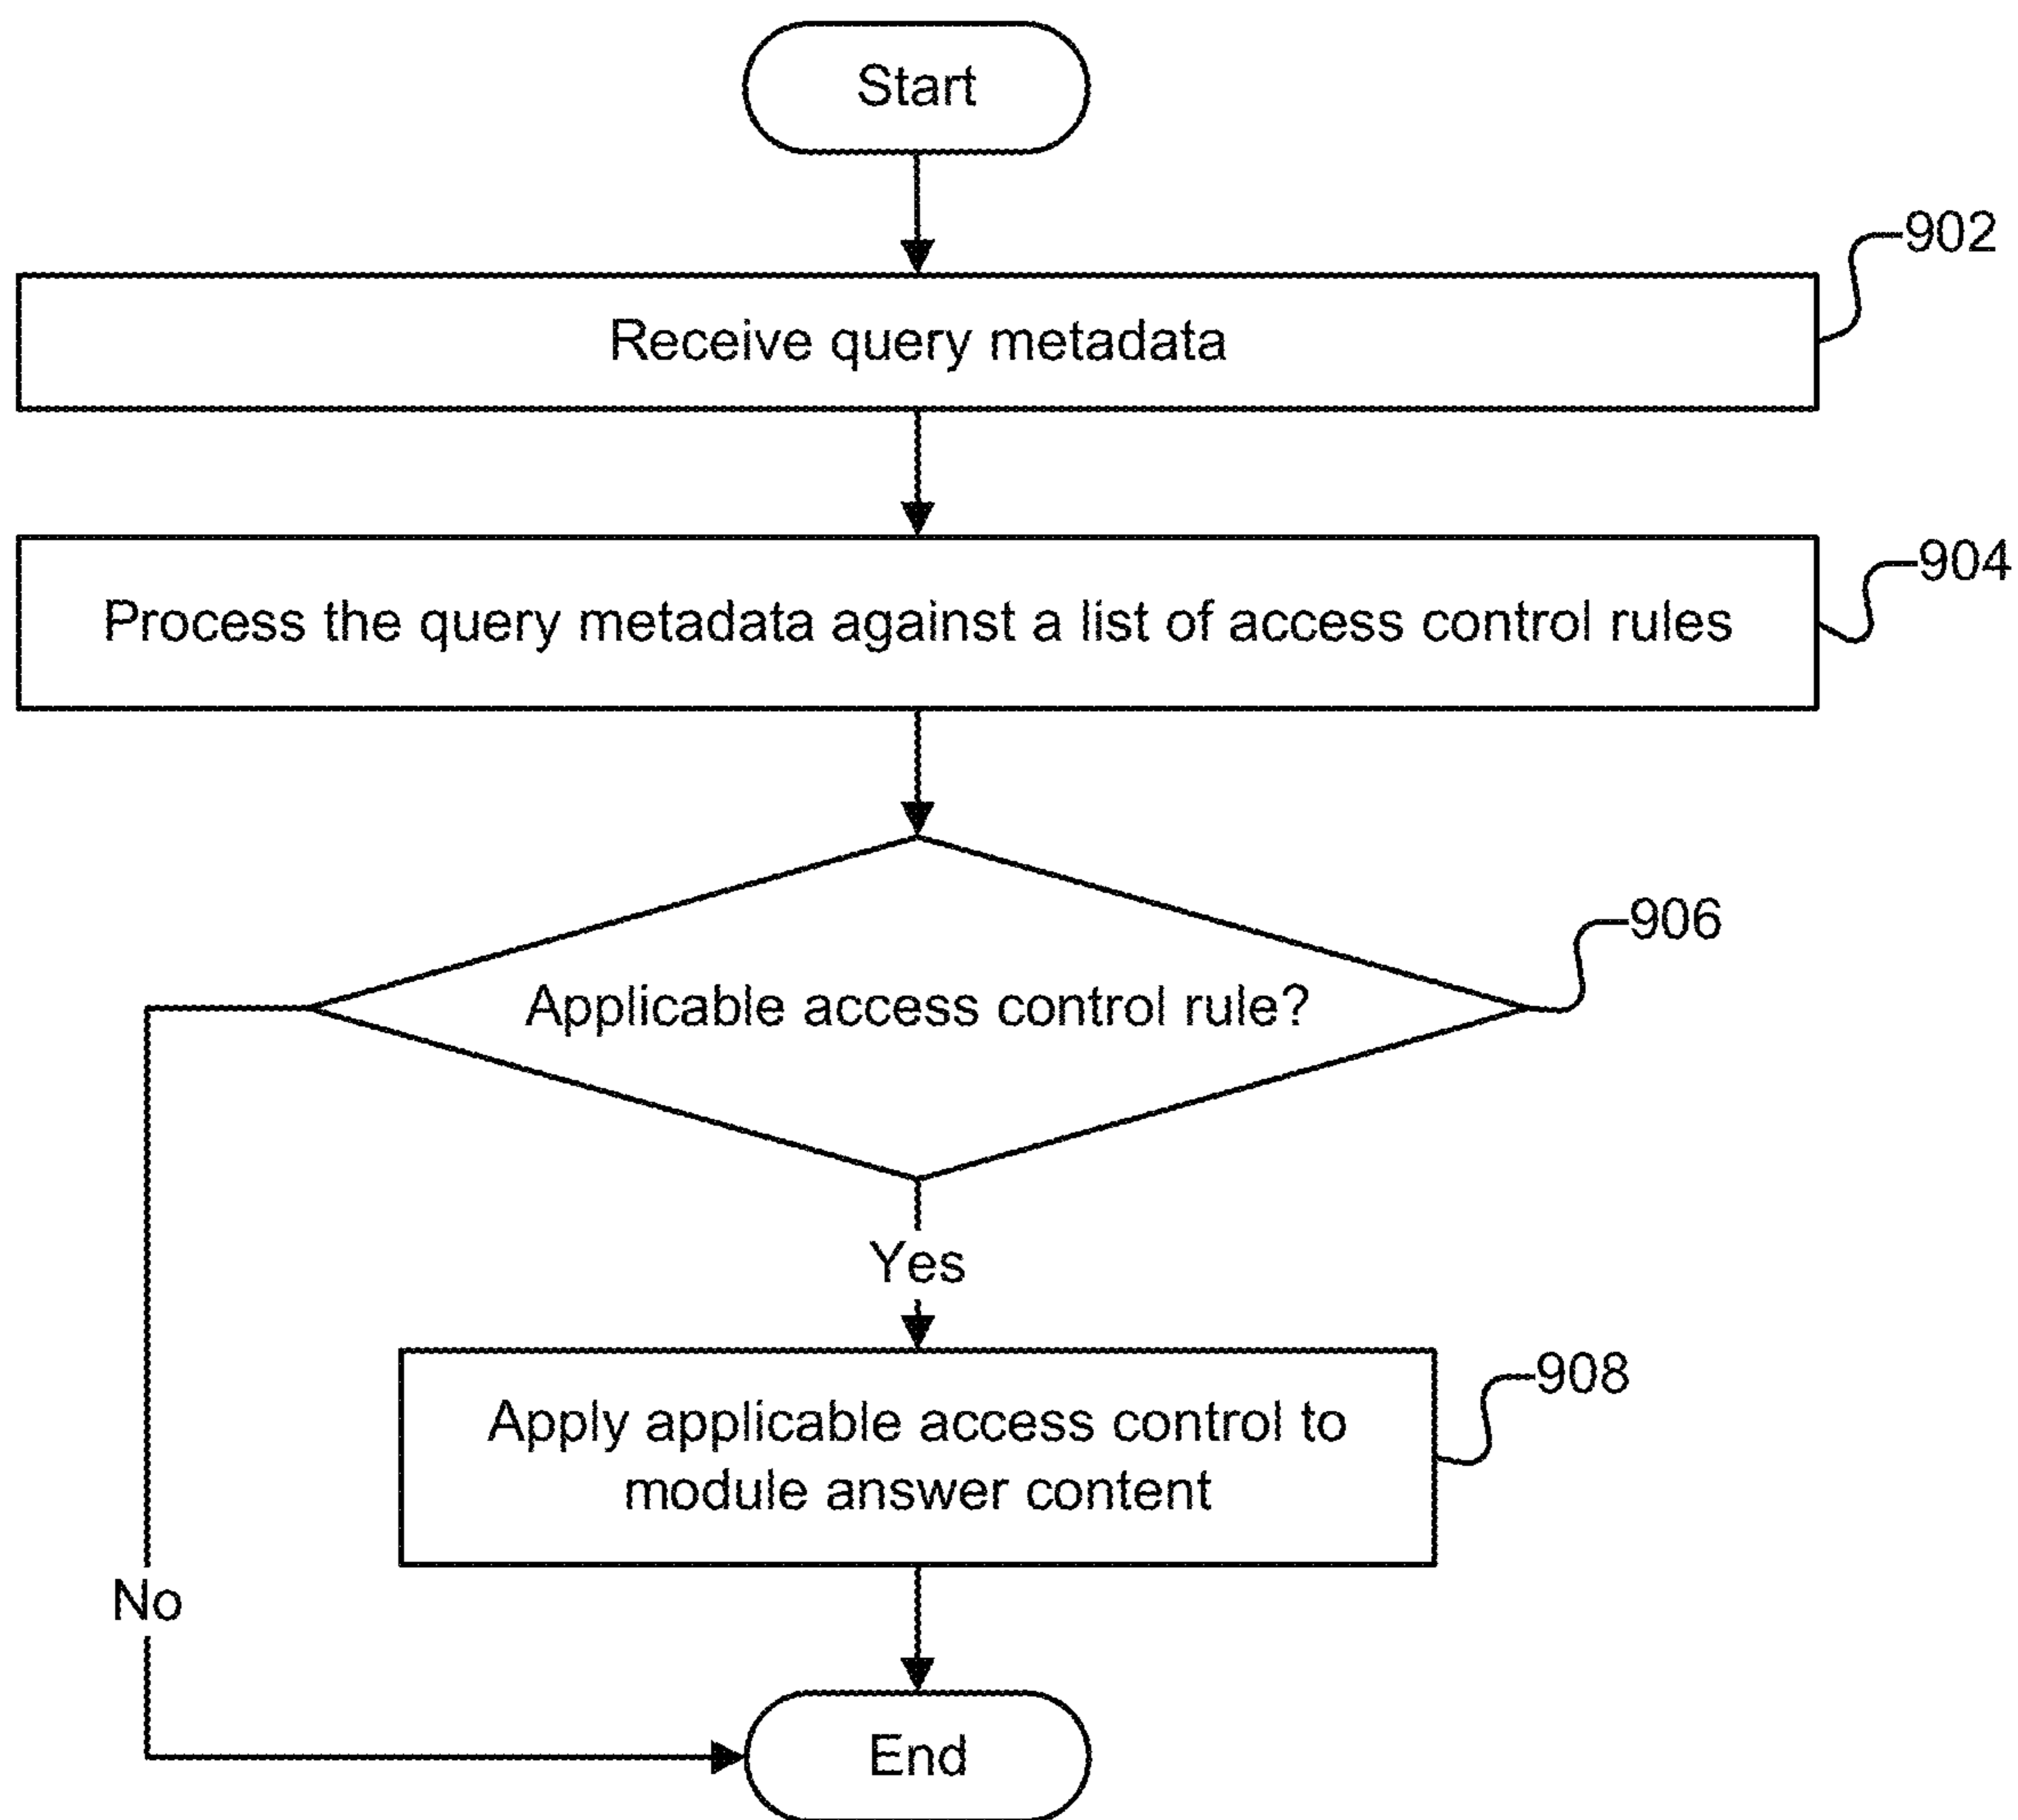 Start
902
Receive query metadata
904
Process the query metadata against a list of access control rules
906
Applicable access control rule?
Yes
908
Apply applicable access control to
module answer content
No
End